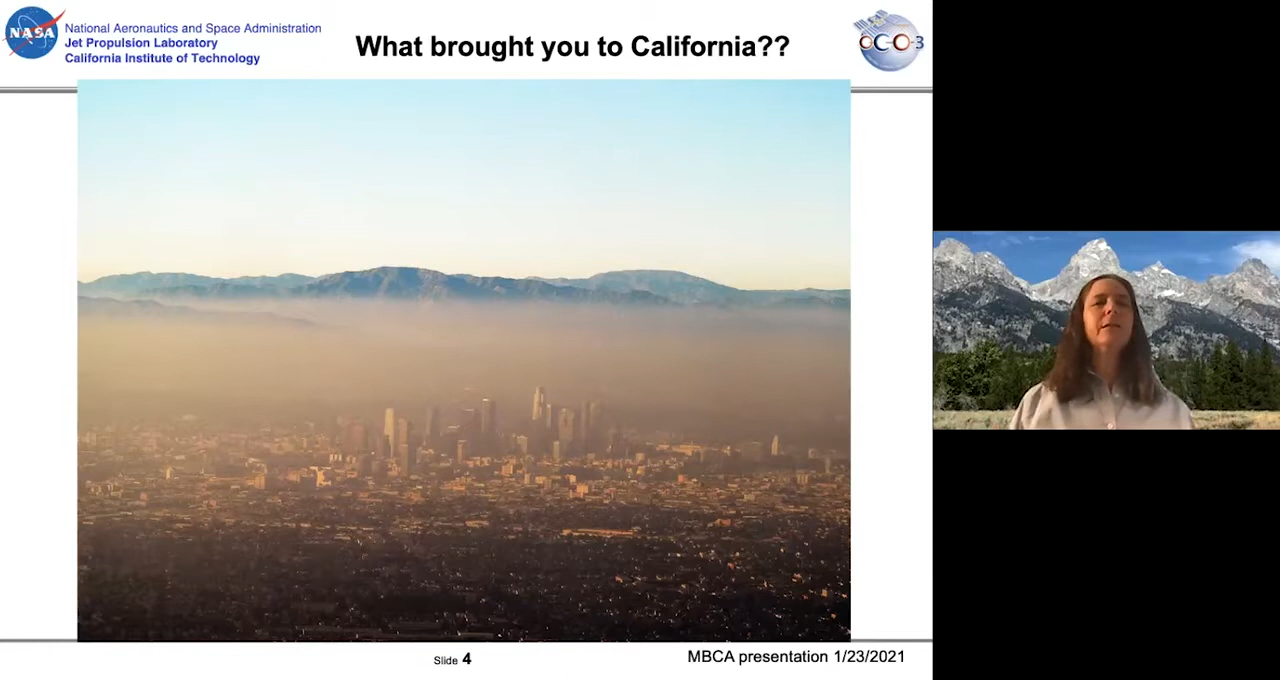 NASA
National Aeronautics and Space Administration
Jet Propulsion Laboratory
California Institute of Technology
What brought you to California??
OCO-3
Slide 4
MBCA presentation 1/23/2021